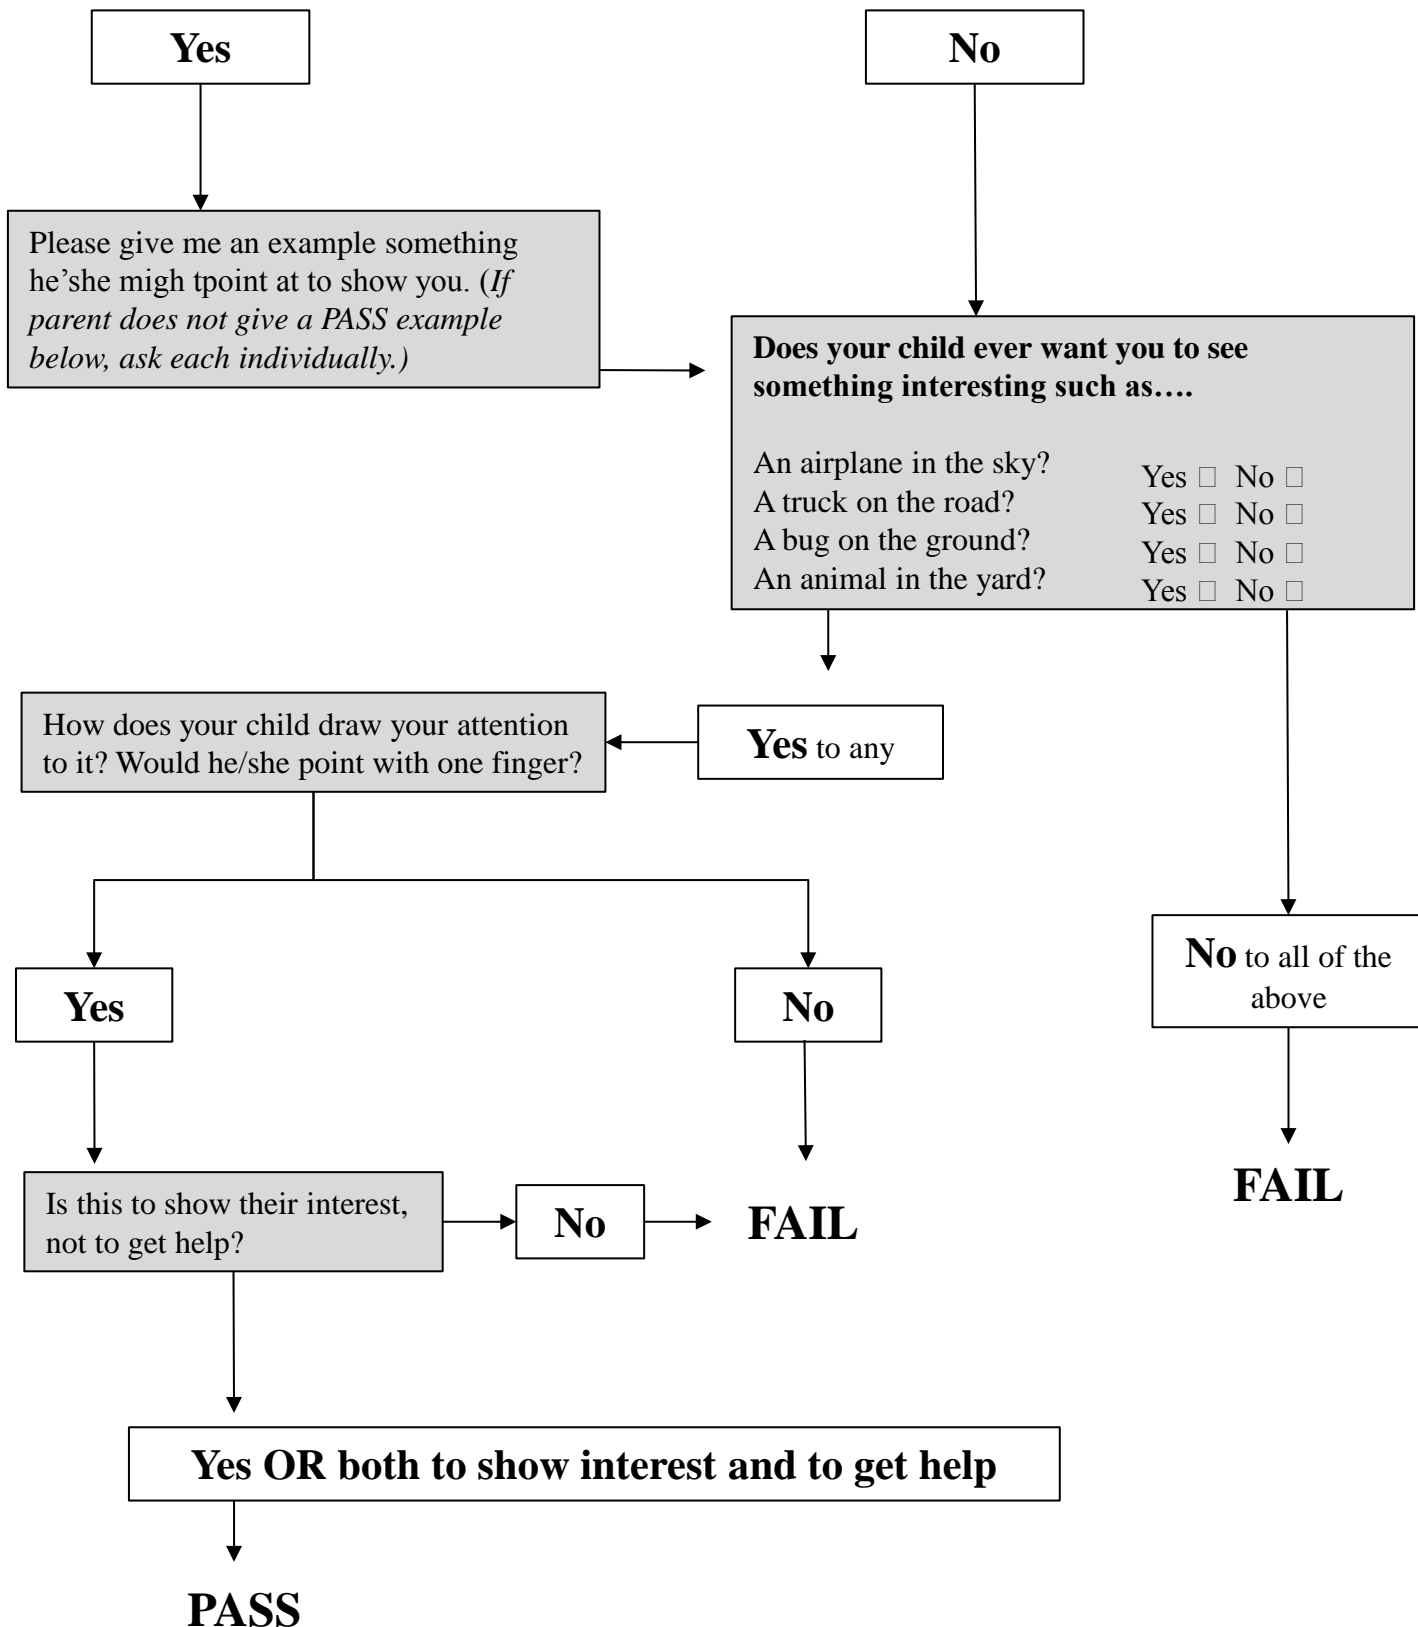 Yes
No
Please give me an example something
he’she migh tpoint at to show you. (If
parent does not give a PASS example
below, ask each individually.)
Does your child ever want you to see
something interesting such as….
An airplane in the sky? Yes □ No □
A truck on the road? Yes □ No □
A bug on the ground? Yes □ No □
An animal in the yard? Yes □ No □
How does your child draw your attention
to it? Would he/she point with one finger?
Yes to any
Yes
No
No to all of the
above
Is this to show their interest,
not to get help?
No
FAIL
FAIL
Yes OR both to show interest and to get help
PASS